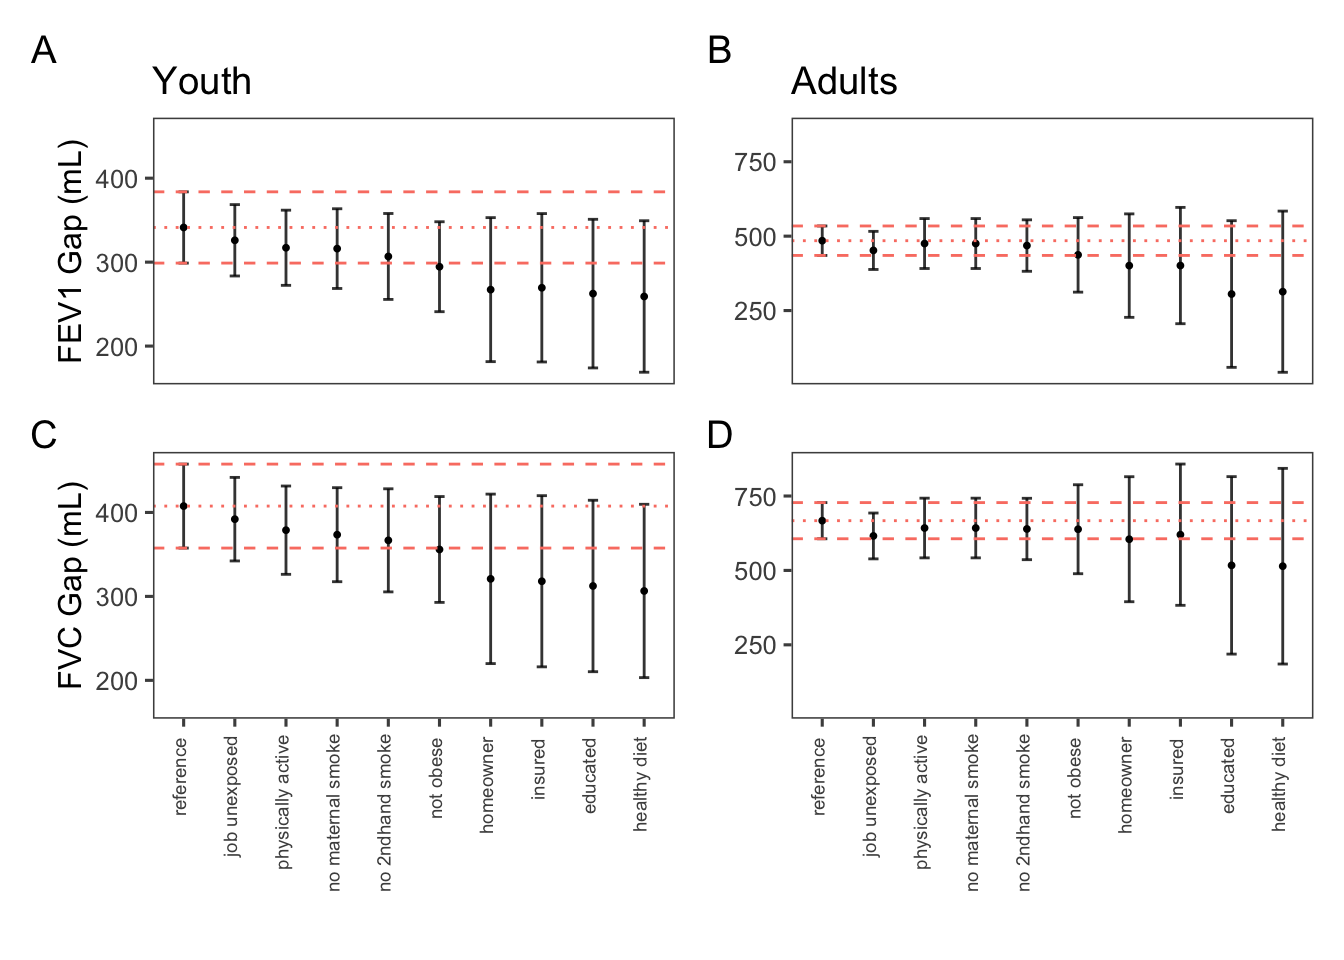 A
B
Youth
Adults
FEV1 Gap (mL)
400
300
200
750
500
250
C
D
FVC Gap (mL)
400
300
200
750
500
250
reference
job unexposed
physically active
no maternal smoke
no 2ndhand smoke
not obese
homeowner
insured
educated
healthy diet
reference
job unexposed
physically active
no maternal smoke
no 2ndhand smoke
not obese
homeowner
insured
educated
healthy diet